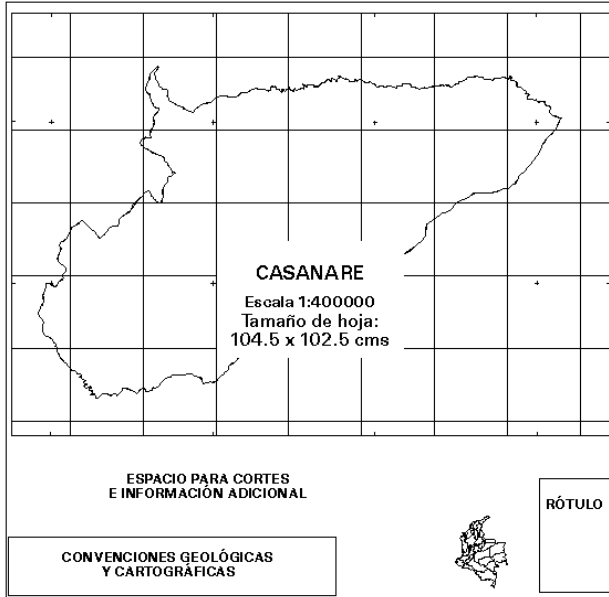 CASANARE
Escala 1:400000
Tamaño de hoja:
104.5 x 102.5 cms
ESPACIO PARA CORTES
E INFORMACIÓN ADICIONAL
RÓTULO
CONVENCIONES GEOLÓGICAS
Y CARTOGRÁFICAS